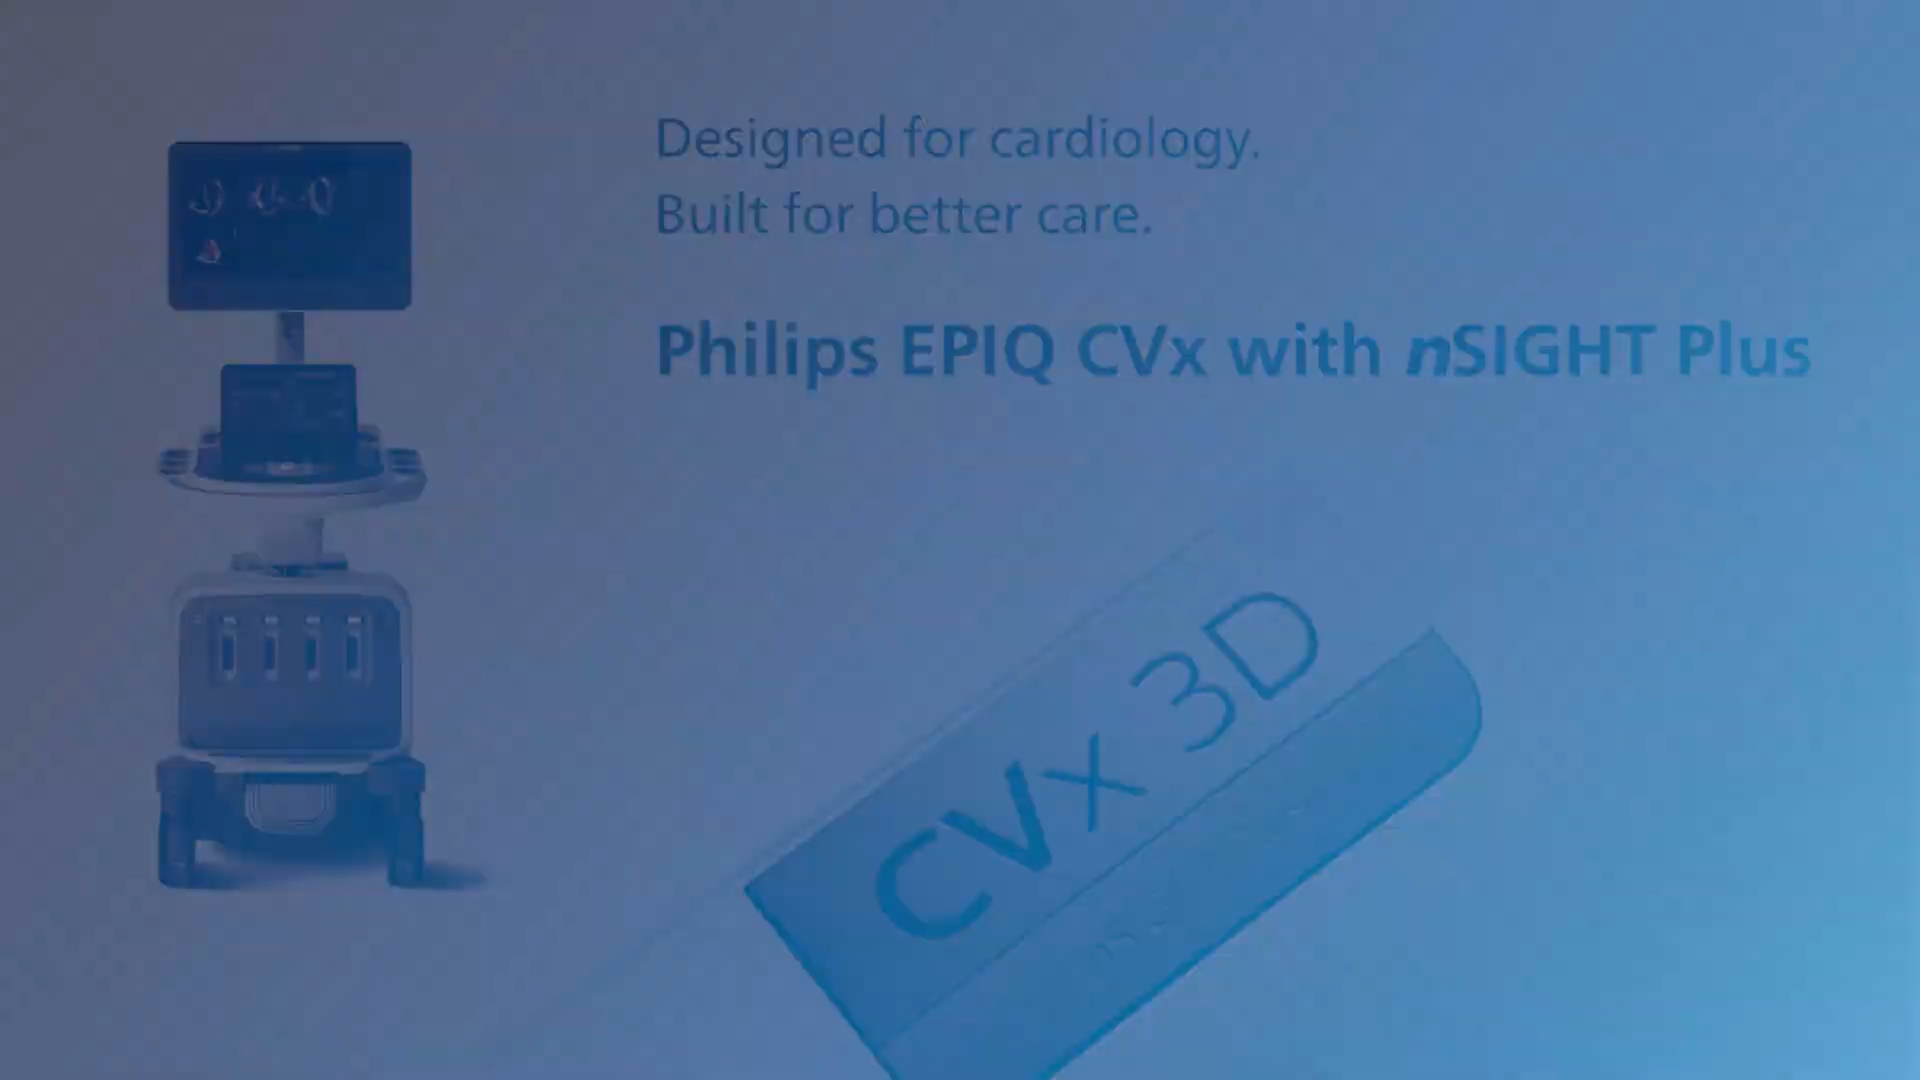 Designed for cardiology.
Built for better care.
Philips EPIQ CVx with nSIGHT Plus
CVx 3D